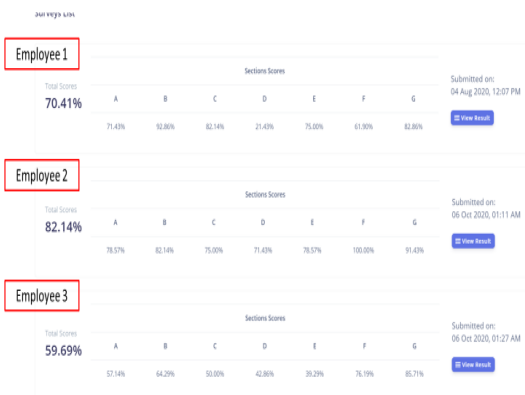 Surveys List
Employee 1
Sections Scores
Total Scores
70.41%
A B C D E F G
71.43% 92.86% 82.14% 21.43% 75.00% 61.90% 82.86%
Submitted on:
04 Aug 2020, 12:07 PM
View Result
Employee 2
Sections Scores
Total Scores
82.14%
A B C D E F G
78.57% 82.14% 75.00% 71.43% 78.57% 100.00% 91.43%
Submitted on:
06 Oct 2020, 01:11 AM
View Result
Employee 3
Sections Scores
Total Scores
59.69%
A B C D E F G
57.14% 64.29% 50.00% 42.86% 39.29% 76.19% 85.71%
Submitted on:
06 Oct 2020, 01:27 AM
View Result